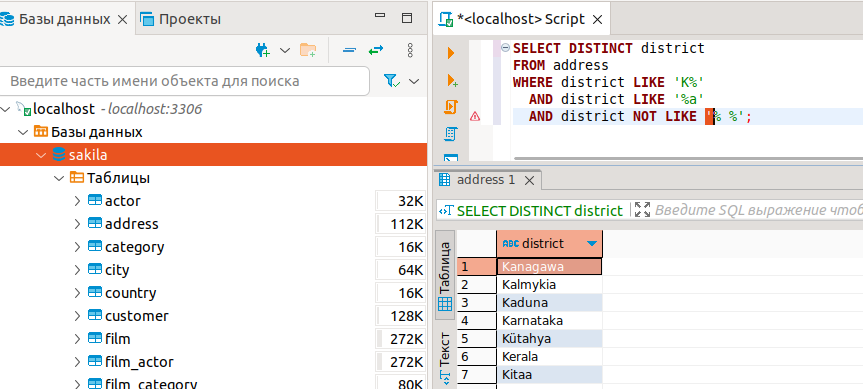 Базы данных
Проекты
Введите часть имени объекта для поиска
localhost - localhost:3306
Базы данных
sakila
Таблицы
actor 32K
address 112K
category 16K
city 64K
country 16K
customer 128K
film 272K
film_actor 272K
film_category 80K
*<localhost> Script
SELECT DISTINCT district
FROM address
WHERE district LIKE 'K%'
AND district LIKE '%a'
AND district NOT LIKE '% %';
address 1
SELECT DISTINCT district
Введите SQL выражение чтоб
Таблица
Текст
ABC district
1 Kanagawa
2 Kalmykia
3 Kaduna
4 Karnataka
5 Kütahya
6 Kerala
7 Kitaa